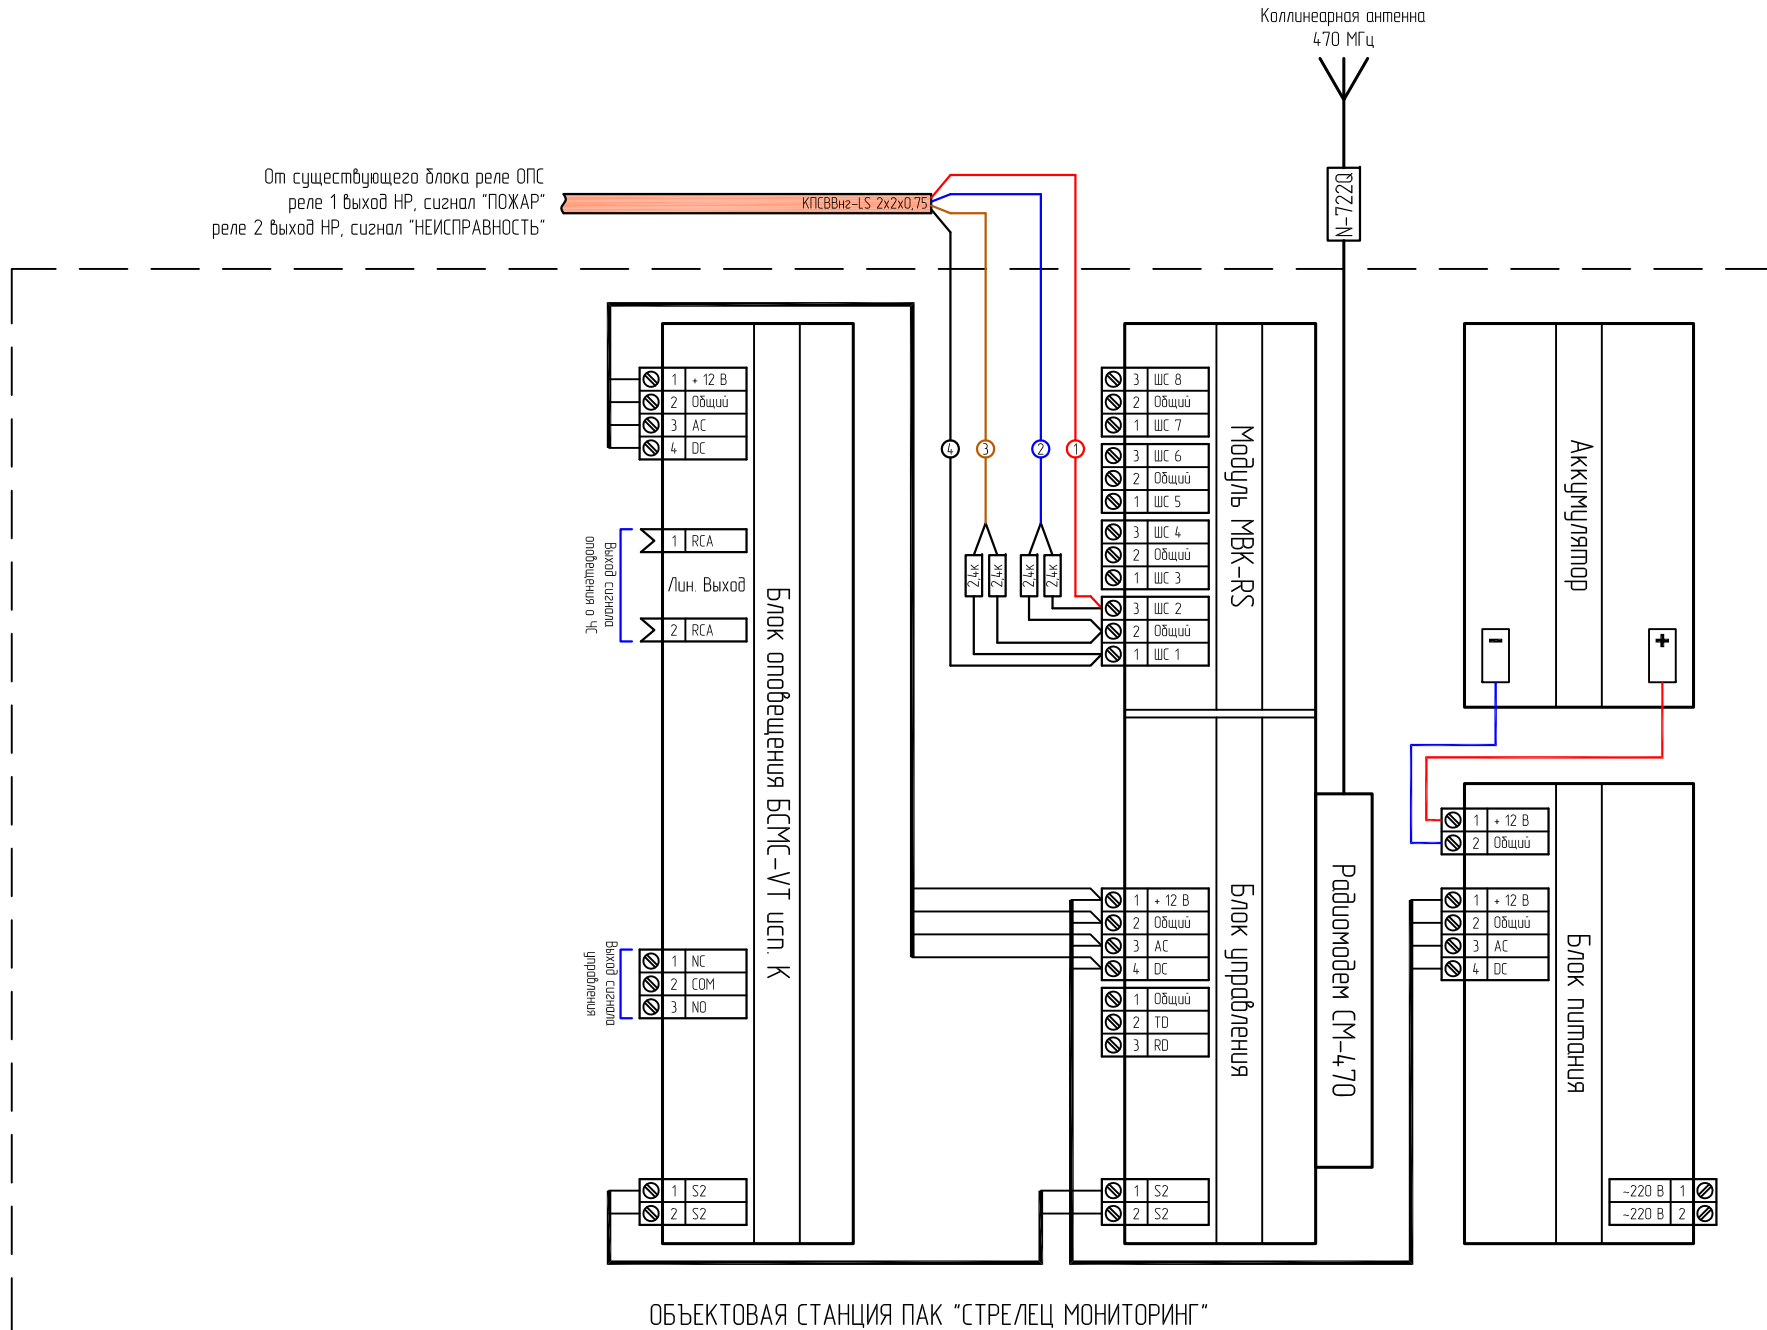 Коллинеарная антенна
470 МГц
N-722Q
От существующего блока реле ОПС
реле 1 выход НР, сигнал "ПОЖАР"
реле 2 выход НР, сигнал "НЕИСПРАВНОСТЬ"
КПСВВнг-LS 2x2x0,75
4
3
2
1
2,4к
2,4к
2,4к
2,4к
1 + 12 В
2 Общий
3 AC
4 DC
1 RCA
Лин. Выход
2 RCA
Выход сигнала
оповещения о ЧС
1 NC
2 COM
3 NO
Выход сигнала
управления
1 S2
2 S2
Блок оповещения БСМС-VT исп. К
3 ШС 8
2 Общий
1 ШС 7
3 ШС 6
2 Общий
1 ШС 5
3 ШС 4
2 Общий
1 ШС 3
3 ШС 2
2 Общий
1 ШС 1
Модуль МВК-RS
1 + 12 В
2 Общий
3 AC
4 DC
1 Общий
2 TD
3 RD
1 S2
2 S2
Блок управления
Радиомодем СМ-470
Аккумулятор
-
+
1 + 12 В
2 Общий
1 + 12 В
2 Общий
3 AC
4 DC
Блок питания
~220 В 1
~220 В 2
ОБЪЕКТОВАЯ СТАНЦИЯ ПАК "СТРЕЛЕЦ МОНИТОРИНГ"